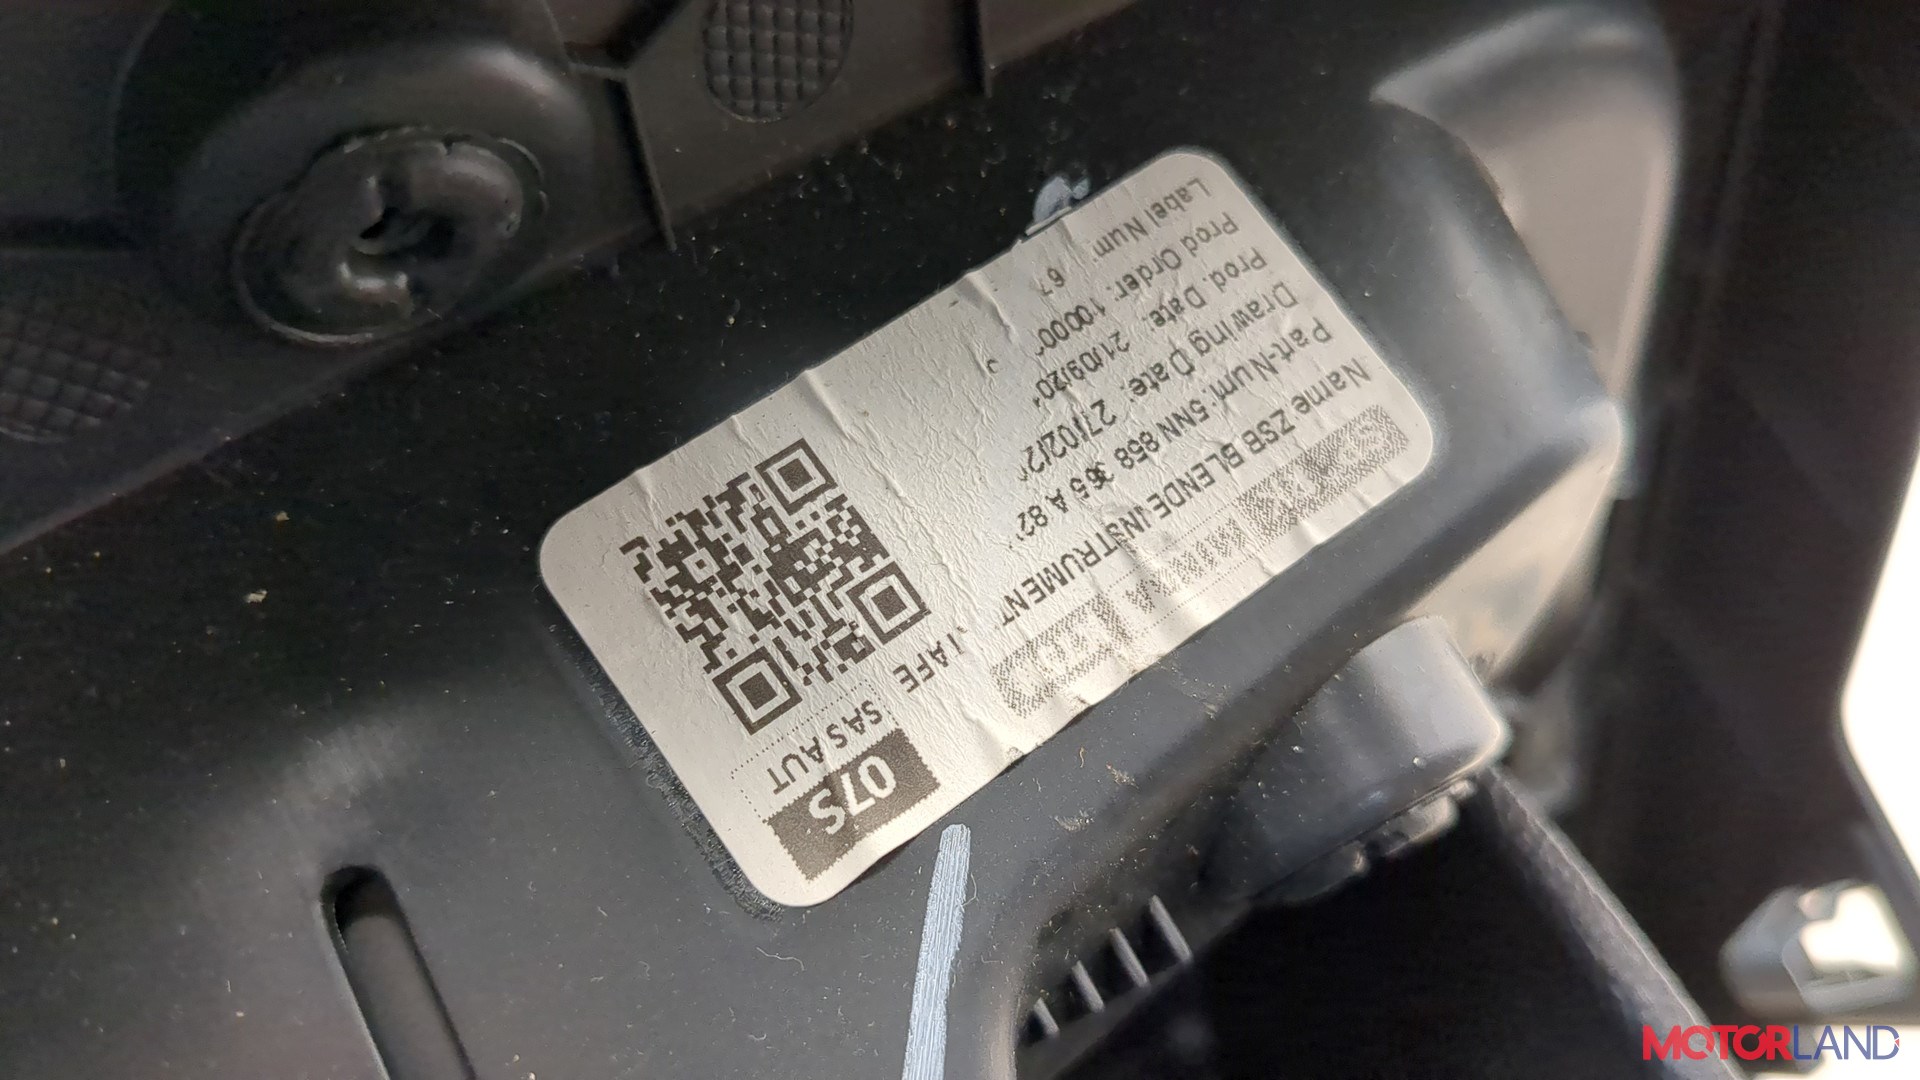 Name ZSB BLENDE INSTRUMENT
Part-Num: 5NN 858 365 A 82
Drawing Date: 27/02/2
Prod. Date: 21/09/20
Prod Order: 10000
Label Num 67
07S
SAS AUT
IAFE
MOTORLAND